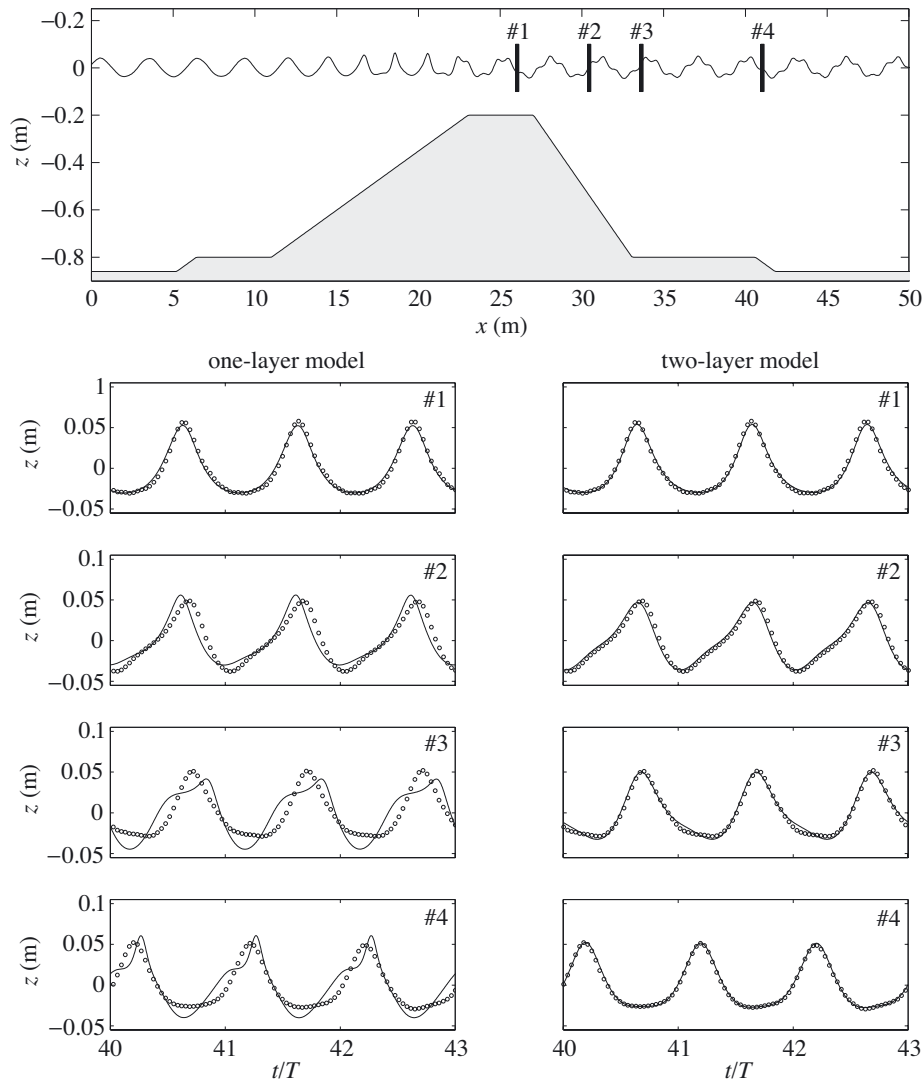 −0.2
#1 #2 #3 #4
0
−0.2
z (m)
−0.4
−0.6
−0.8
0 5 10 15 20 25 30 35 40 45 50
x (m)
one-layer model two-layer model
1
#1 #1
z (m) 0.05
0
−0.05
0.1
#2 #2
z (m) 0.05
0
−0.05
0.1
#3 #3
z (m) 0.05
0
−0.05
0.1
#4 #4
z (m) 0.05
0
−0.05
40 41 42 43 40 41 42 43
t/T t/T